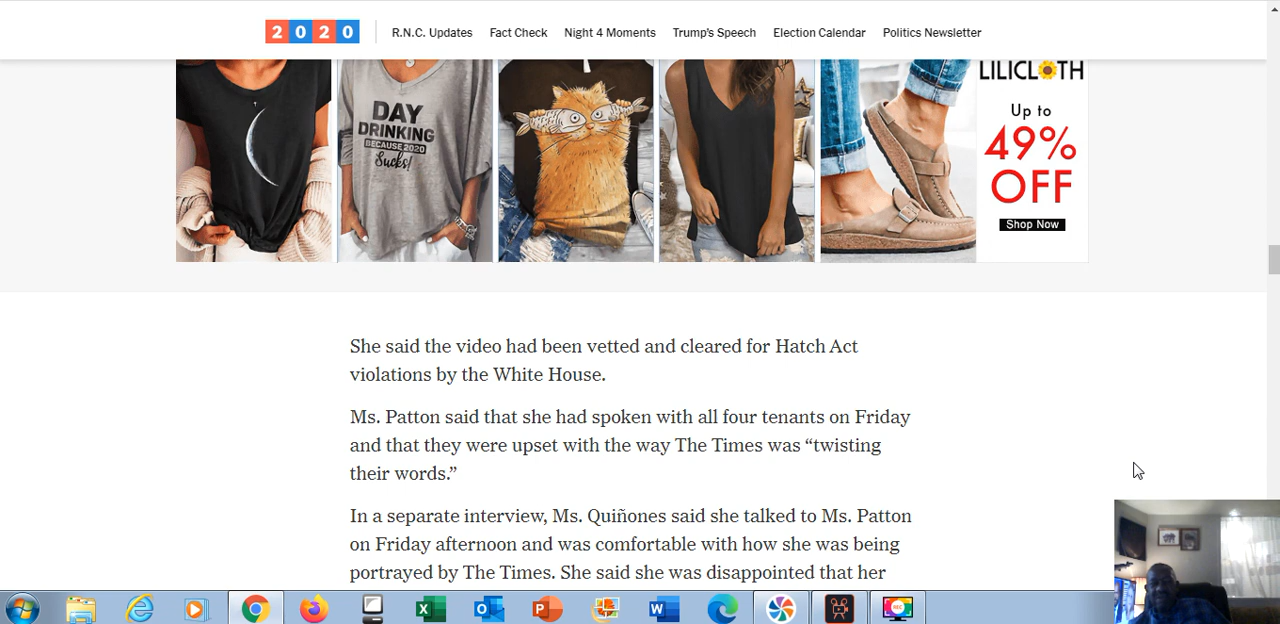 2020
R.N.C. Updates Fact Check Night 4 Moments Trump's Speech Election Calendar Politics Newsletter
DAY
DRINKING
BECAUSE 2020
Sucks!
LILICLOTH
Up to
49%
OFF
Shop Now
She said the video had been vetted and cleared for Hatch Act
violations by the White House.
Ms. Patton said that she had spoken with all four tenants on Friday
and that they were upset with the way The Times was “twisting
their words.”
In a separate interview, Ms. Quiñones said she talked to Ms. Patton
on Friday afternoon and was comfortable with how she was being
portrayed by The Times. She said she was disappointed that her
REC